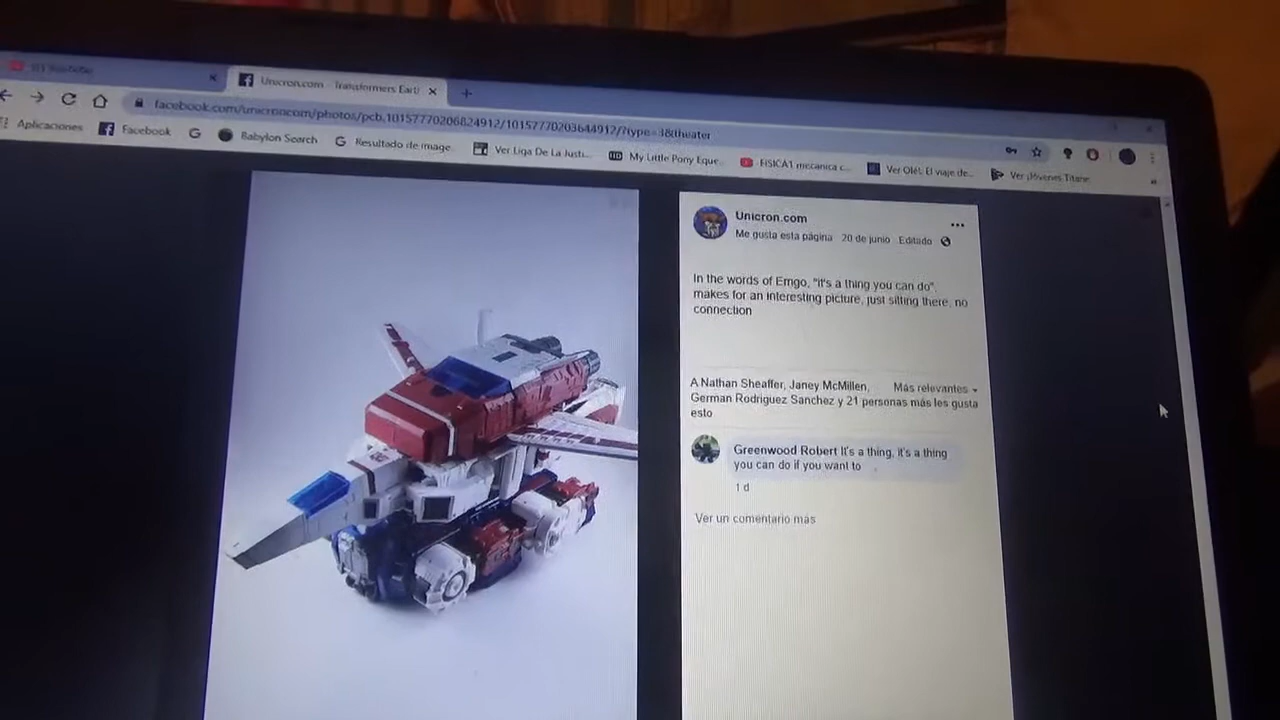 Unicron.com - Transformers Eart
facebook.com/unicroncom/photos/pcb.10157770206824912/10157770203644912/?type=3&theater
Aplicaciones Facebook Babylon Search Resultado de image... Ver Liga De La Justi... My Little Pony Eque... FISICA1 mecanica c... Ver Olé!. El viaje de... Ver ¡Jóvenes Titane...
Unicron.com
Me gusta esta página 20 de junio Editado
In the words of Emgo, "it's a thing you can do",
makes for an interesting picture, just sitting there, no
connection
A Nathan Sheaffer, Janey McMillen, Más relevantes
German Rodriguez Sanchez y 21 personas más les gusta
esto
Greenwood Robert It's a thing, it's a thing
you can do if you want to
1 d
Ver un comentario más